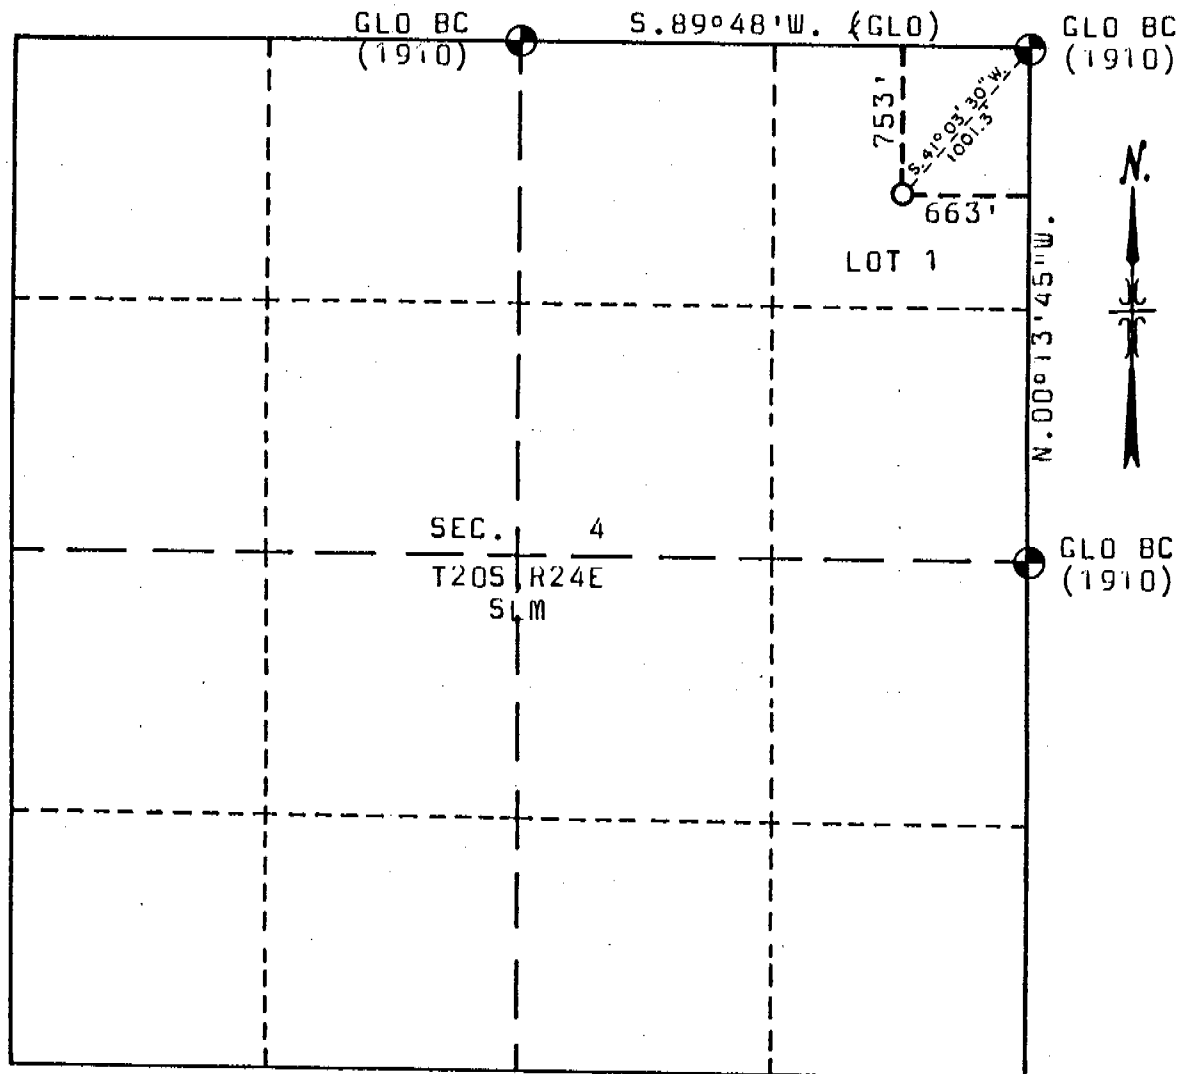 GLO BC
(1910)
S.89°48'W. (GLO)
GLO BC
(1910)
753'
S. 41° 03' 30" W.
1001.3'
663'
LOT 1
N.
N.00°13'45"W.
SEC. 4
T20S R24E
SLM
GLO BC
(1910)